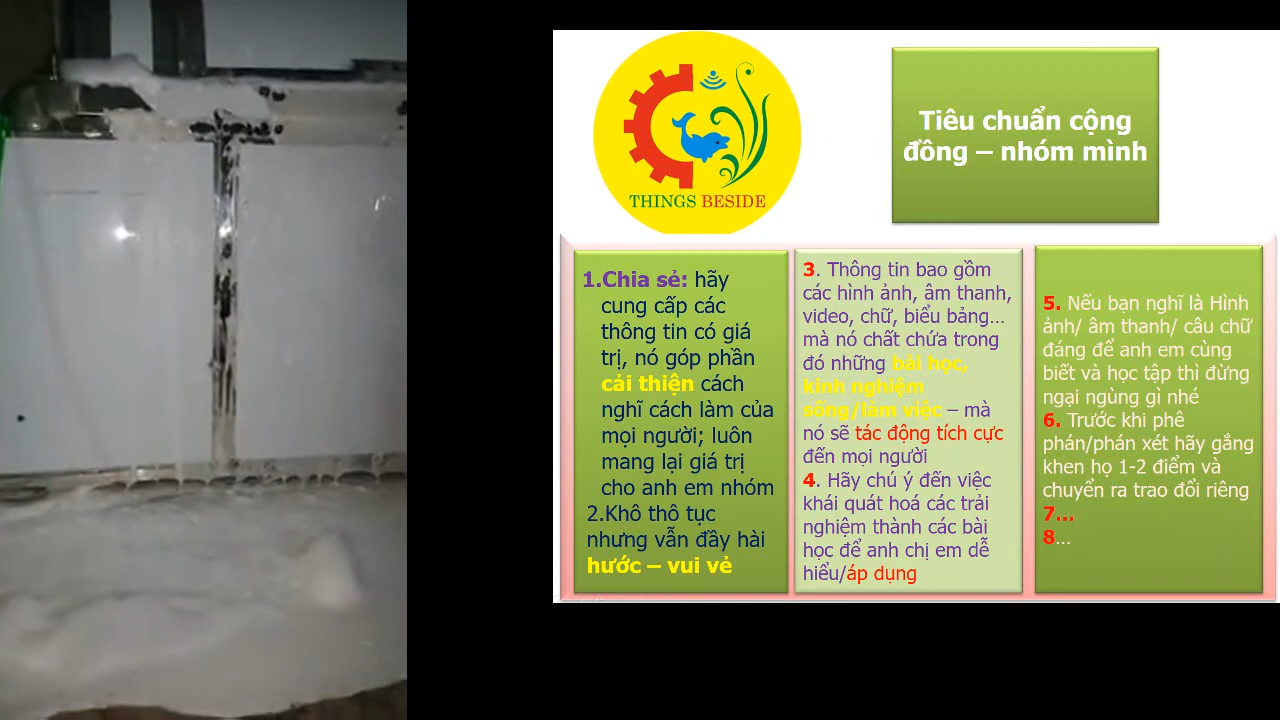 THINGS BESIDE
Tiêu chuẩn cộng
đồng – nhóm mình
1.Chia sẻ: hãy
cung cấp các
thông tin có giá
trị, nó góp phần
cải thiện cách
nghĩ cách làm của
mọi người; luôn
mang lại giá trị
cho anh em nhóm
2.Khô thô tục
nhưng vẫn đầy hài
hước – vui vẻ
3. Thông tin bao gồm
các hình ảnh, âm thanh,
video, chữ, biểu bảng…
mà nó chất chứa trong
đó những bài học,
kinh nghiệm
sống/làm việc – mà
nó sẽ tác động tích cực
đến mọi người
4. Hãy chú ý đến việc
khái quát hoá các trải
nghiệm thành các bài
học để anh chị em dễ
hiểu/áp dụng
5. Nếu bạn nghĩ là Hình
ảnh/ âm thanh/ câu chữ
đáng để anh em cùng
biết và học tập thì đừng
ngại ngùng gì nhé
6. Trước khi phê
phán/phán xét hãy gắng
khen họ 1-2 điểm và
chuyển ra trao đổi riêng
7…
8…